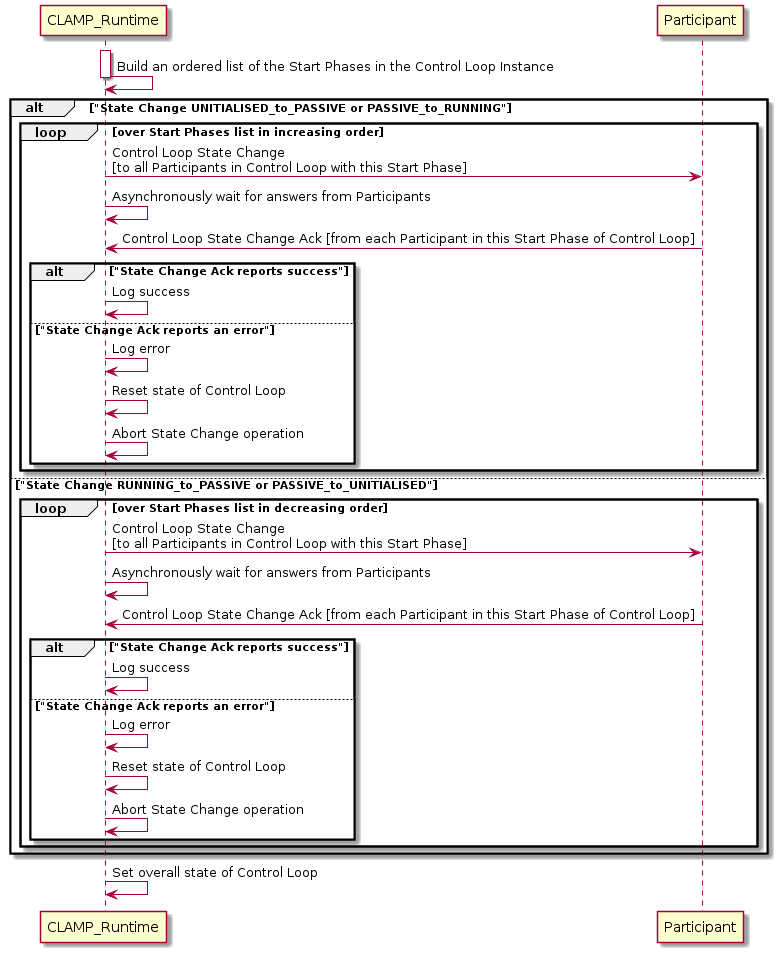 CLAMP_Runtime
Participant
Build an ordered list of the Start Phases in the Control Loop Instance
alt ["State Change UNITIALISED_to_PASSIVE or PASSIVE_to_RUNNING"]
loop [over Start Phases list in increasing order]
Control Loop State Change
[to all Participants in Control Loop with this Start Phase]
Asynchronously wait for answers from Participants
Control Loop State Change Ack [from each Participant in this Start Phase of Control Loop]
alt ["State Change Ack reports success"]
Log success
["State Change Ack reports an error"]
Log error
Reset state of Control Loop
Abort State Change operation
["State Change RUNNING_to_PASSIVE or PASSIVE_to_UNITIALISED"]
loop [over Start Phases list in decreasing order]
Control Loop State Change
[to all Participants in Control Loop with this Start Phase]
Asynchronously wait for answers from Participants
Control Loop State Change Ack [from each Participant in this Start Phase of Control Loop]
alt ["State Change Ack reports success"]
Log success
["State Change Ack reports an error"]
Log error
Reset state of Control Loop
Abort State Change operation
Set overall state of Control Loop
CLAMP_Runtime
Participant